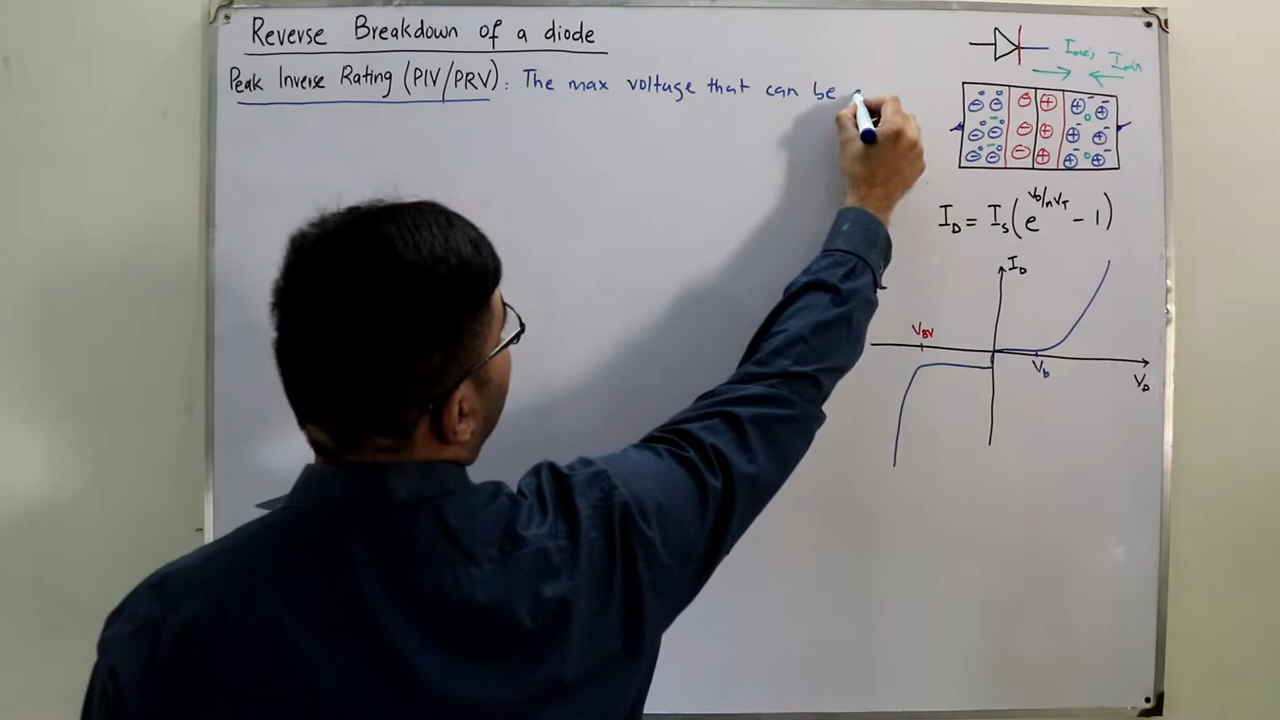 Reverse Breakdown of a diode
Peak Inverse Rating (PIV/PRV): The max voltage that can be
I_D = I_S(e^{V_D/nV_T} - 1)
I_D
V_BV
V_b
V_D